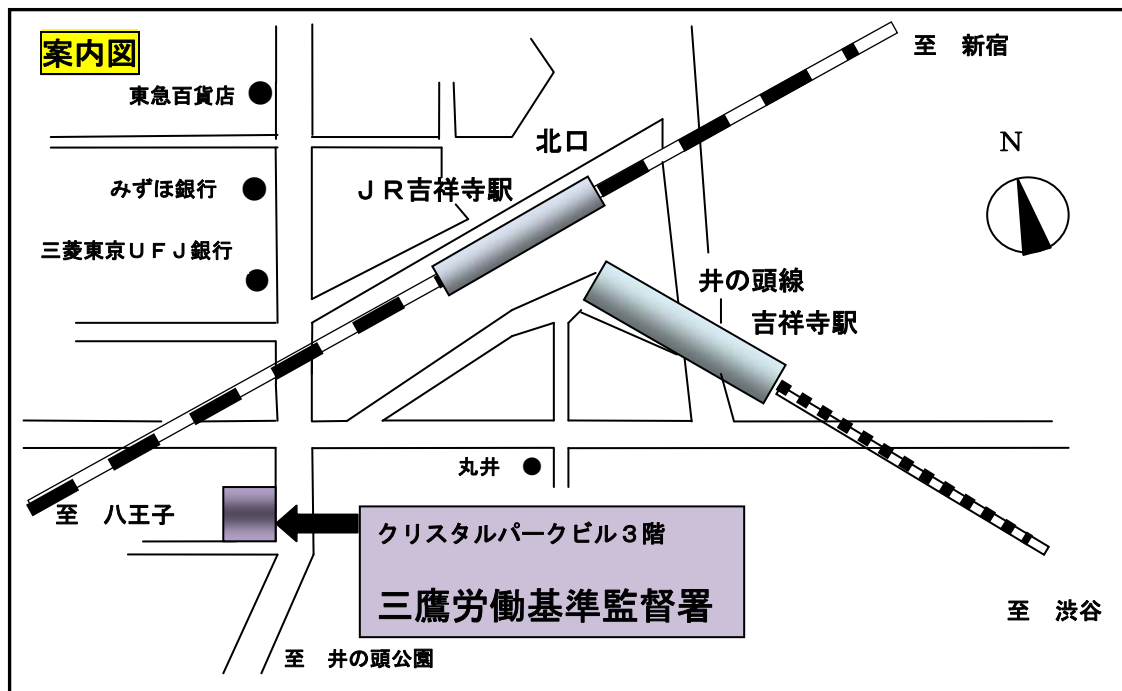 案内図
至　新宿
東急百貨店
北口
N
みずほ銀行
ＪＲ吉祥寺駅
三菱東京ＵＦＪ銀行
井の頭線
吉祥寺駅
丸井
至　八王子
クリスタルパークビル３階
三鷹労働基準監督署
至　渋谷
至　井の頭公園